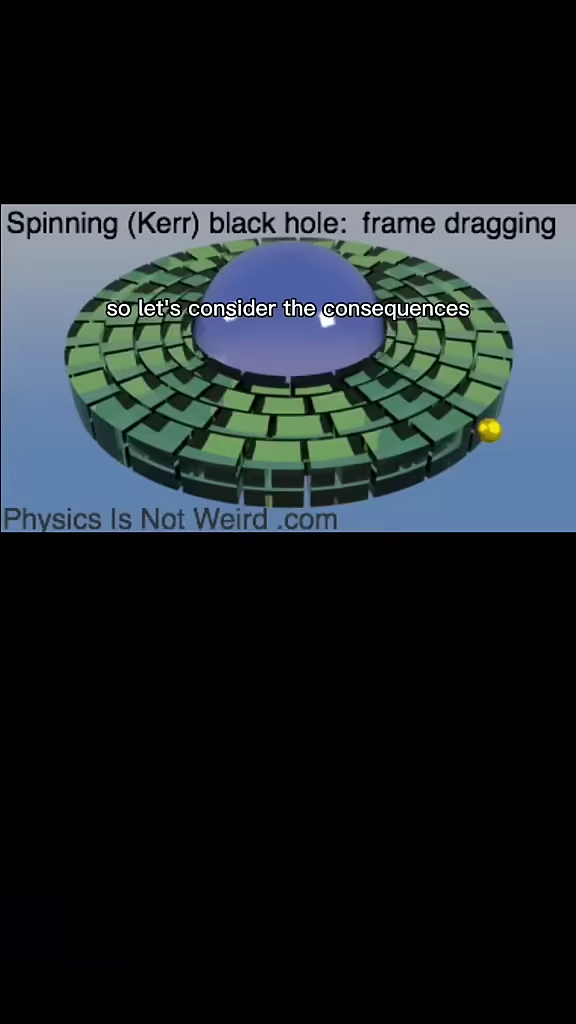 Spinning (Kerr) black hole:  frame dragging
so let's consider the consequences
Physics Is Not Weird .com